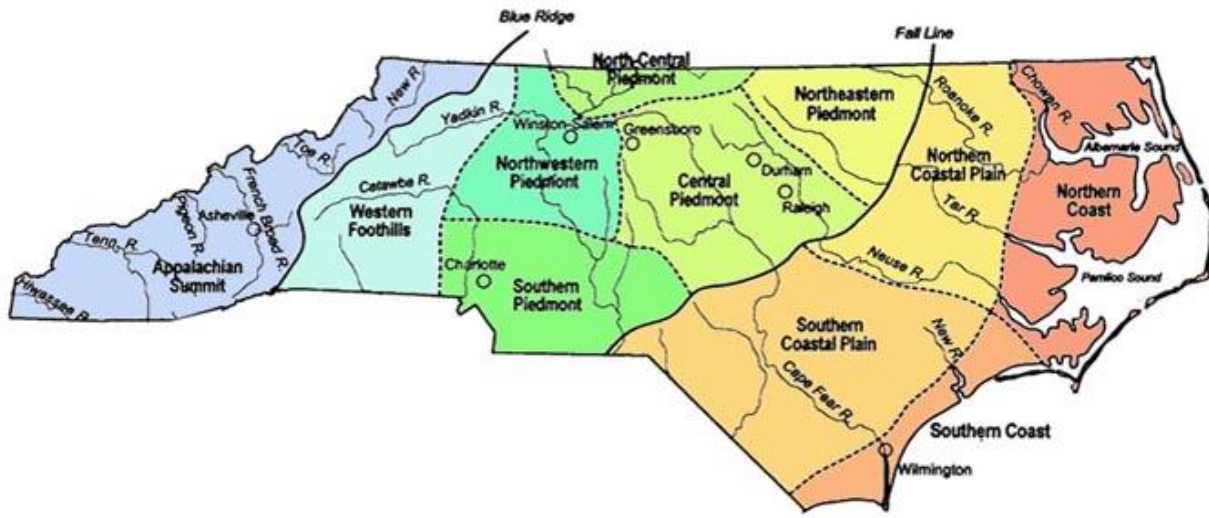 Blue Ridge
Fall Line
North-Central
Piedmont
New R.
Yadkin R.
Winston-Salem
Greensboro
Northeastern
Piedmont
Roanoke R.
Chowan R.
Albemarle Sound
Toe R.
Northwestern
Piedmont
Durham
Northern
Coastal Plain
Catawba R.
Central
Piedmont
Raleigh
Northern
Coast
French Broad R.
Pigeon R.
Asheville
Western
Foothills
Tar R.
Tenn. R.
Appalachian
Summit
Charlotte
Neuse R.
Pamlico Sound
Hiwassee R.
Southern
Piedmont
Southern
Coastal Plain
New R.
Cape Fear R.
Southern Coast
Wilmington